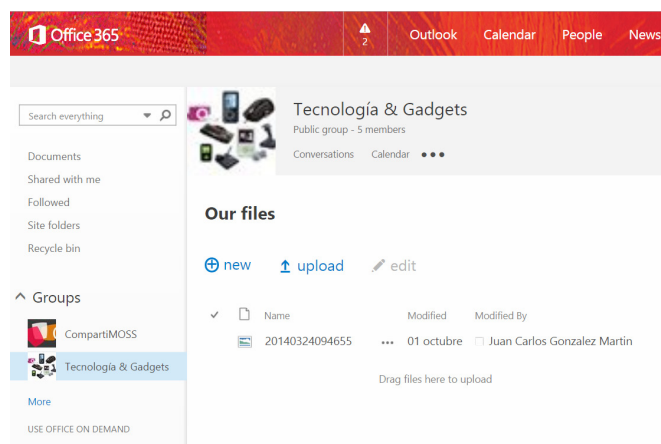 Office 365
2
Outlook Calendar People News
Search everything
Documents
Shared with me
Followed
Site folders
Recycle bin
Groups
CompartiMOSS
Tecnología & Gadgets
More
USE OFFICE ON DEMAND
Tecnología & Gadgets
Public group - 5 members
Conversations Calendar •••
Our files
new upload edit
Name Modified Modified By
20140324094655 ••• 01 octubre Juan Carlos Gonzalez Martin
Drag files here to upload